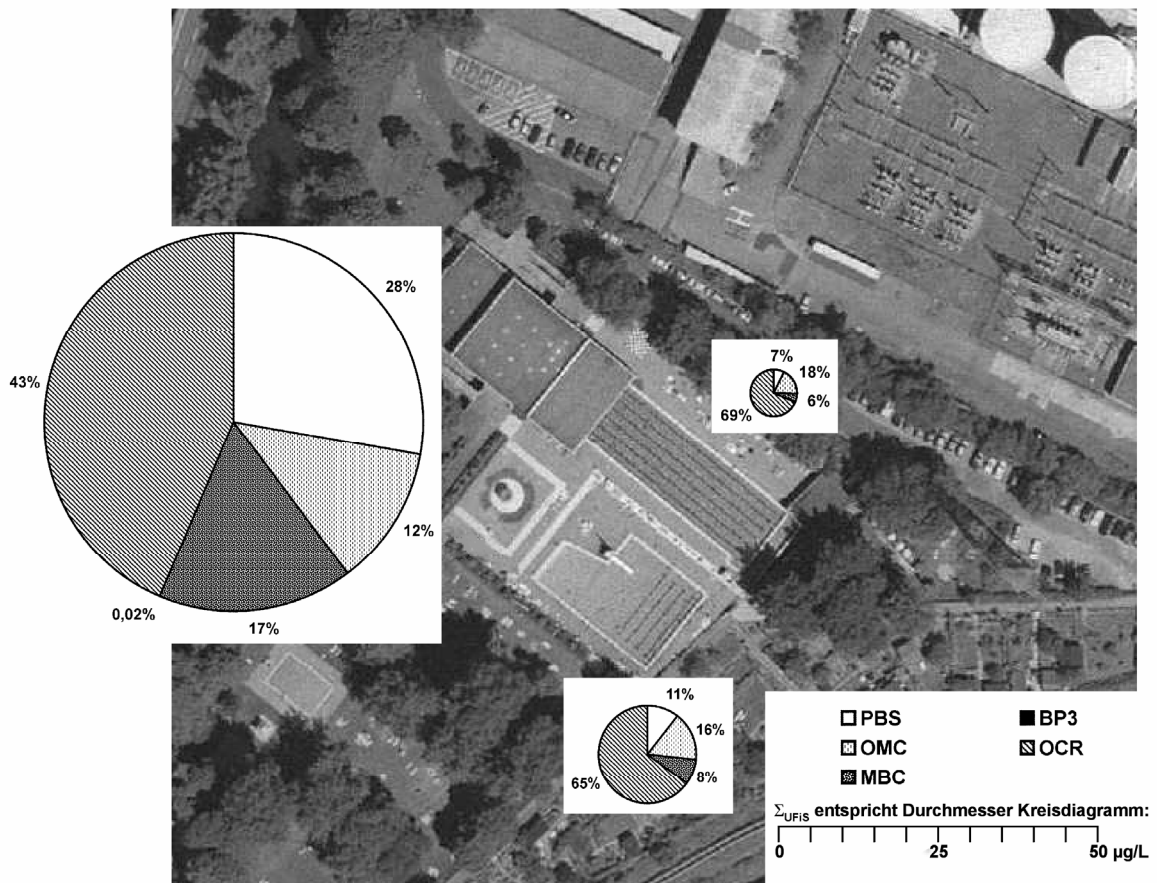 28%
43%
12%
0,02%
17%
7%
18%
69%
6%
11%
16%
65%
8%
PBS
BP3
OMC
OCR
MBC
ΣUFiS entspricht Durchmesser Kreisdiagramm:
0 25 50 µg/L